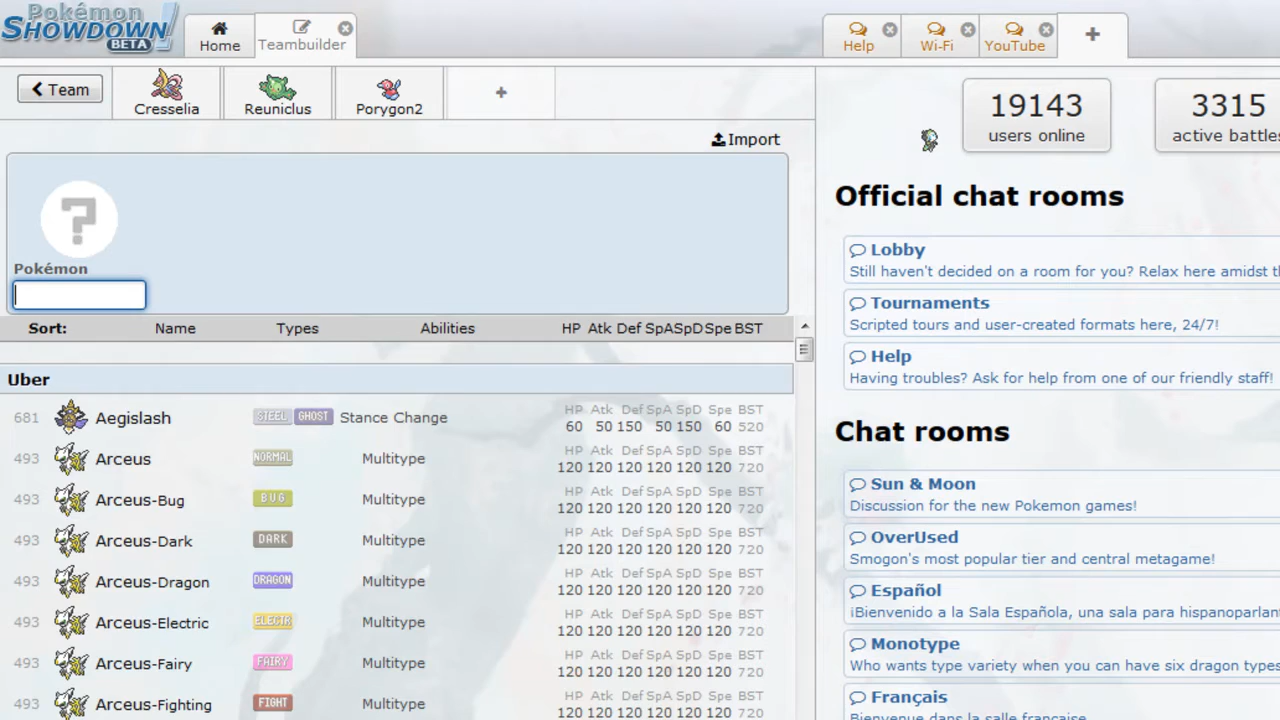 Pokémon
SHOWDOWN!
BETA
Home
Teambuilder
Help
Wi-Fi
YouTube
+
Team
Cresselia
Reuniclus
Porygon2
+
Import
19143
users online
3315
active battles
?
Pokémon
Official chat rooms
Lobby
Still haven't decided on a room for you? Relax here amidst t
Tournaments
Scripted tours and user-created formats here, 24/7!
Help
Having troubles? Ask for help from one of our friendly staff!
Chat rooms
Sun & Moon
Discussion for the new Pokemon games!
OverUsed
Smogon's most popular tier and central metagame!
Español
¡Bienvenido a la Sala Española, una sala para hispanoparlan
Monotype
Who wants type variety when you can have six dragon types
Français
Bienvenue dans la salle française
Sort: Name Types Abilities HP Atk Def SpA SpD Spe BST
Uber
681 Aegislash STEEL GHOST Stance Change HP 60 Atk 50 Def 150 SpA 50 SpD 150 Spe 60 BST 520
493 Arceus NORMAL Multitype HP 120 Atk 120 Def 120 SpA 120 SpD 120 Spe 120 BST 720
493 Arceus-Bug BUG Multitype HP 120 Atk 120 Def 120 SpA 120 SpD 120 Spe 120 BST 720
493 Arceus-Dark DARK Multitype HP 120 Atk 120 Def 120 SpA 120 SpD 120 Spe 120 BST 720
493 Arceus-Dragon DRAGON Multitype HP 120 Atk 120 Def 120 SpA 120 SpD 120 Spe 120 BST 720
493 Arceus-Electric ELECTR Multitype HP 120 Atk 120 Def 120 SpA 120 SpD 120 Spe 120 BST 720
493 Arceus-Fairy FAIRY Multitype HP 120 Atk 120 Def 120 SpA 120 SpD 120 Spe 120 BST 720
493 Arceus-Fighting FIGHT Multitype HP 120 Atk 120 Def 120 SpA 120 SpD 120 Spe 120 BST 720